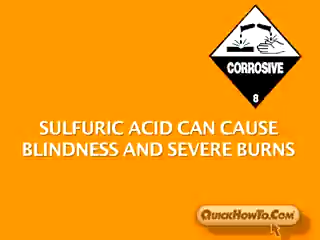 CORROSIVE
8
SULFURIC ACID CAN CAUSE
BLINDNESS AND SEVERE BURNS
QUICKHOWTO.COM